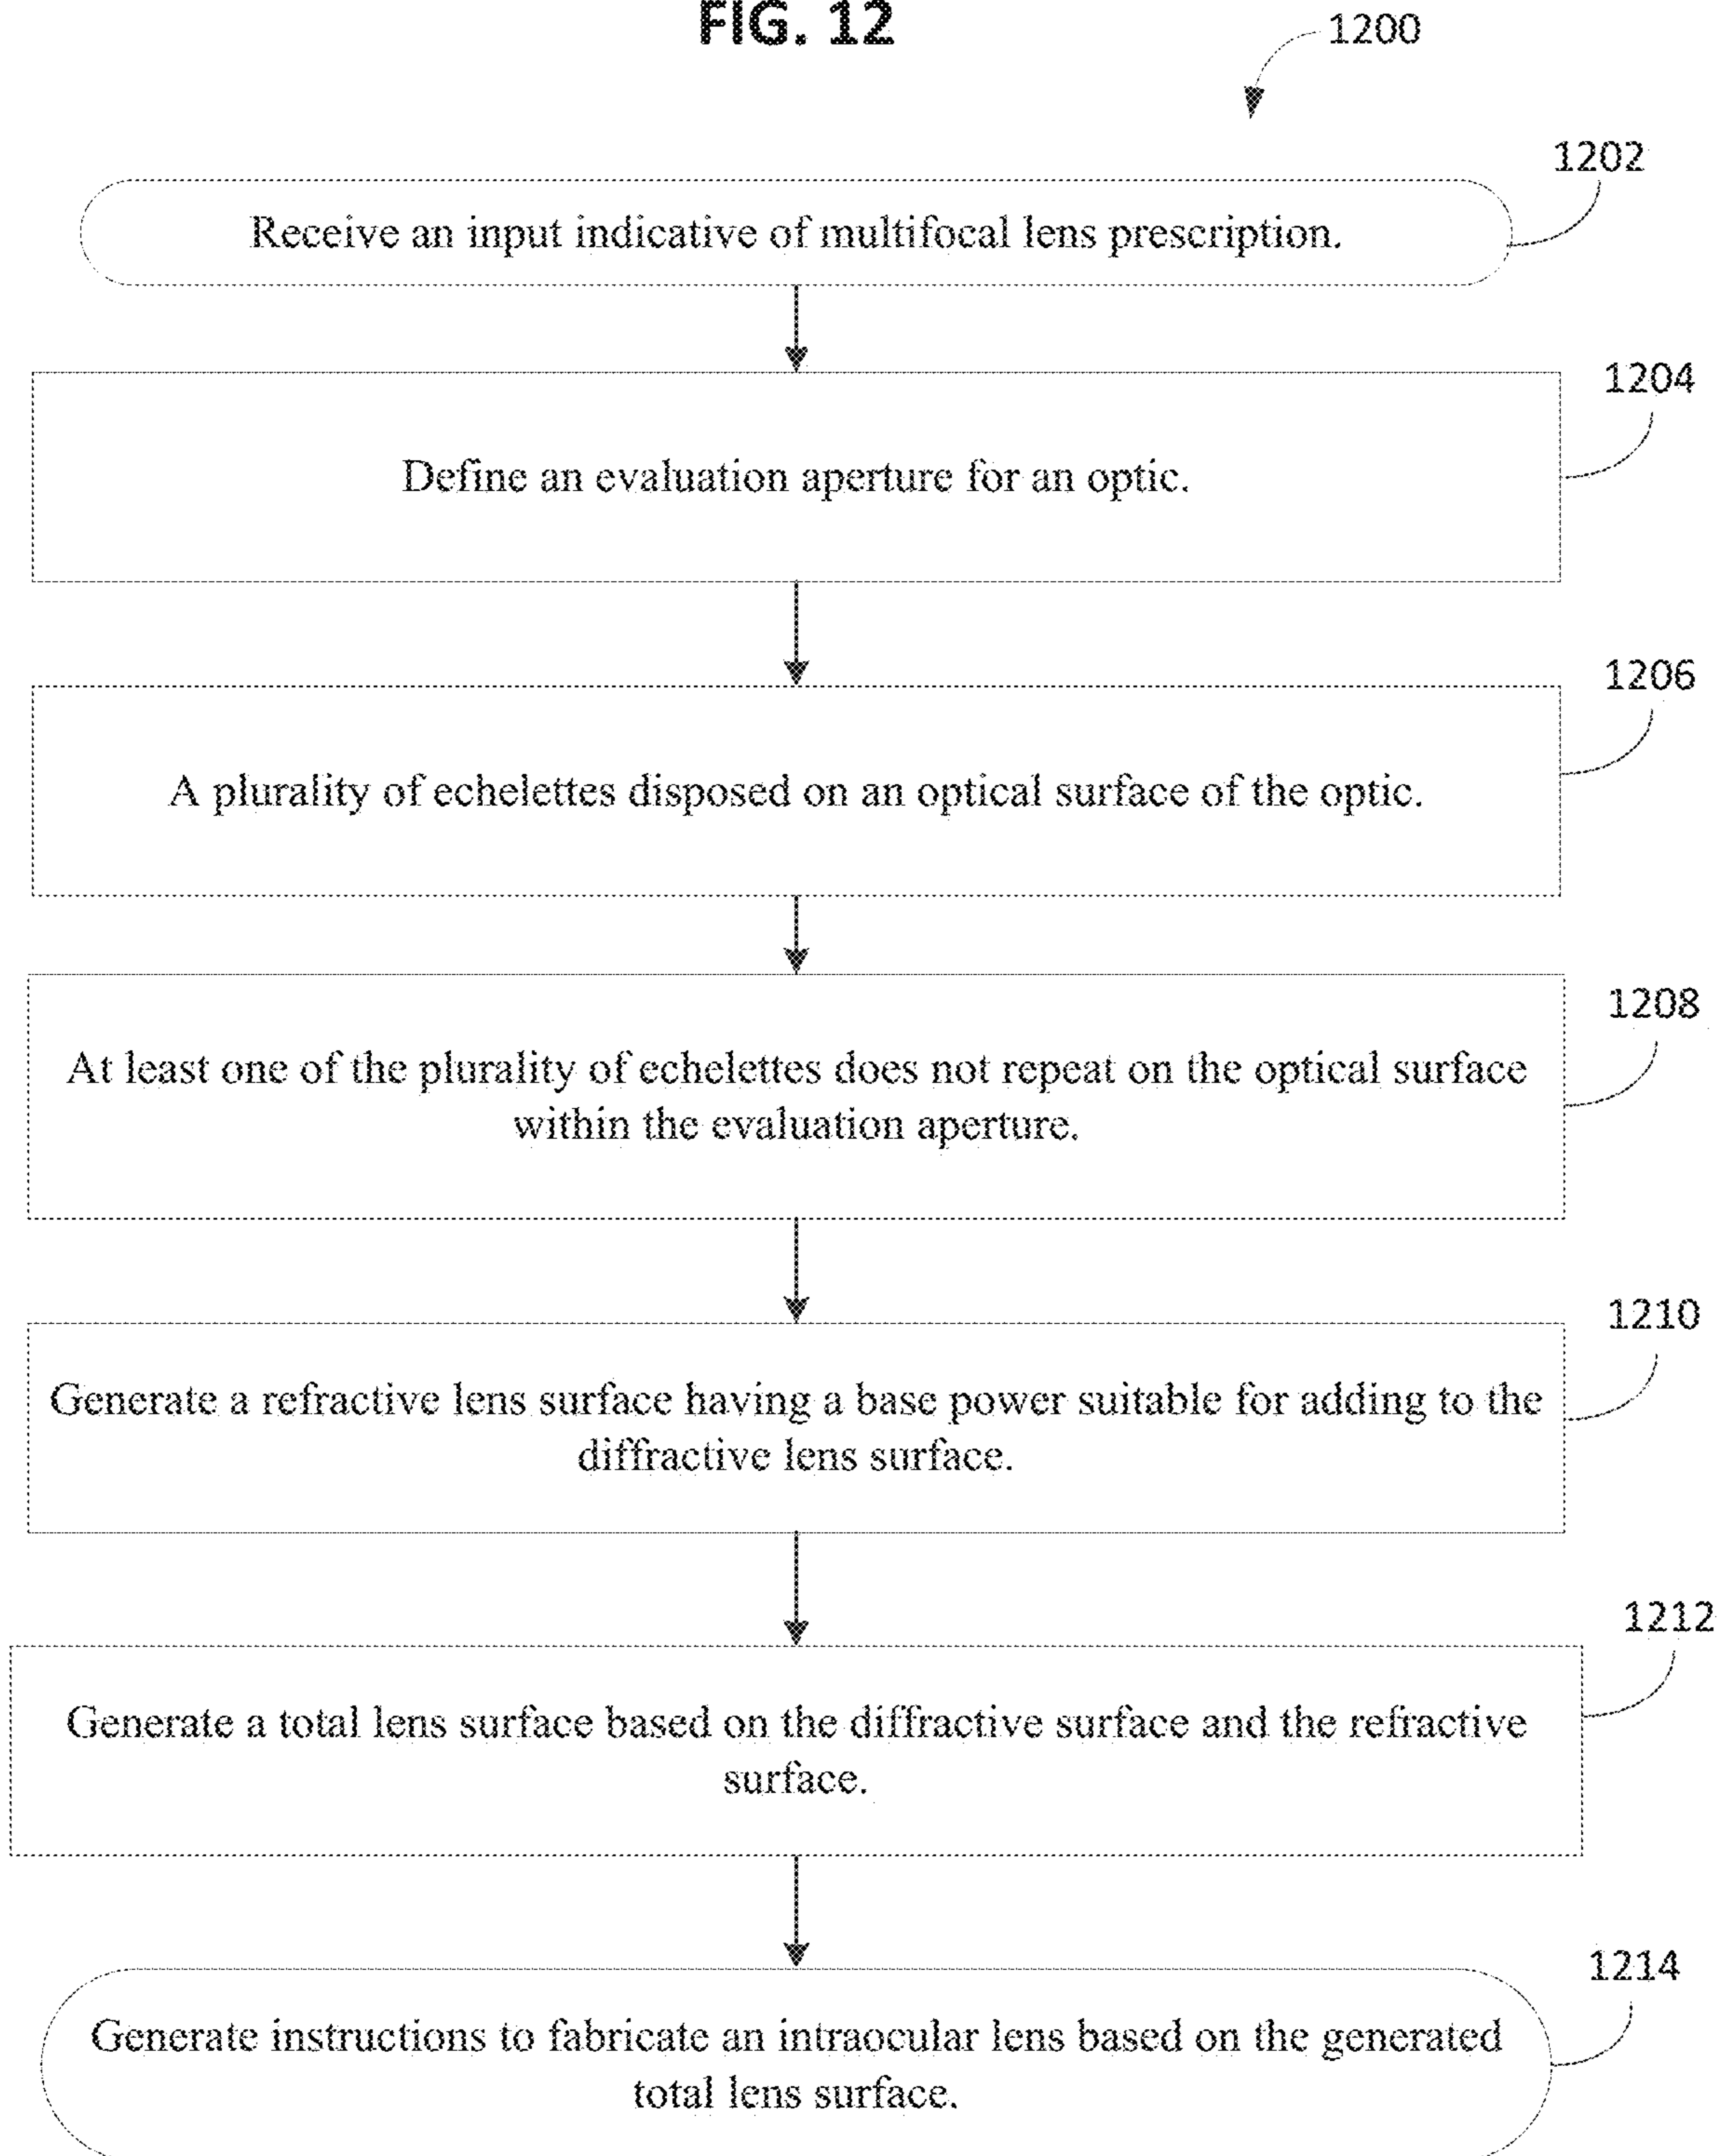 FIG. 12
1200
1202
Receive an input indicative of multifocal lens prescription.
1204
Define an evaluation aperture for an optic.
1206
A plurality of echelettes disposed on an optical surface of the optic.
1208
At least one of the plurality of echelettes does not repeat on the optical surface
within the evaluation aperture.
1210
Generate a refractive lens surface having a base power suitable for adding to the
diffractive lens surface.
1212
Generate a total lens surface based on the diffractive surface and the refractive
surface.
1214
Generate instructions to fabricate an intraocular lens based on the generated
total lens surface.